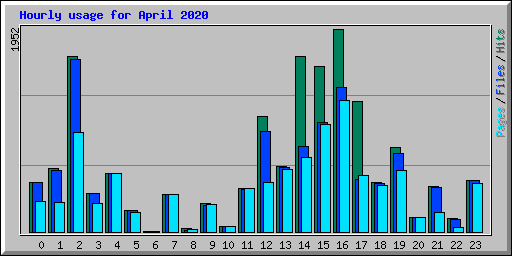 Hourly usage for April 2020
1952
Pages/Files/Hits
0 1 2 3 4 5 6 7 8 9 10 11 12 13 14 15 16 17 18 19 20 21 22 23